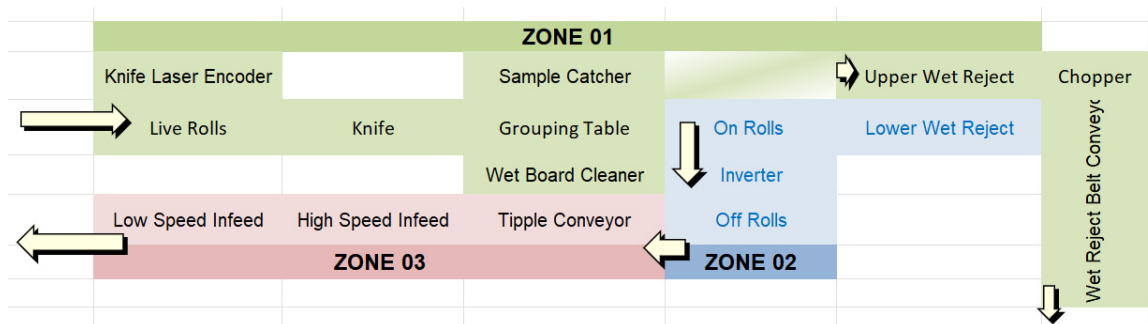 ZONE 01
Knife Laser Encoder
Sample Catcher
Upper Wet Reject
Chopper
Live Rolls
Knife
Grouping Table
On Rolls
Lower Wet Reject
Wet Board Cleaner
Inverter
Low Speed Infeed
High Speed Infeed
Tipple Conveyor
Off Rolls
ZONE 03
ZONE 02
Wet Reject Belt Conveyo